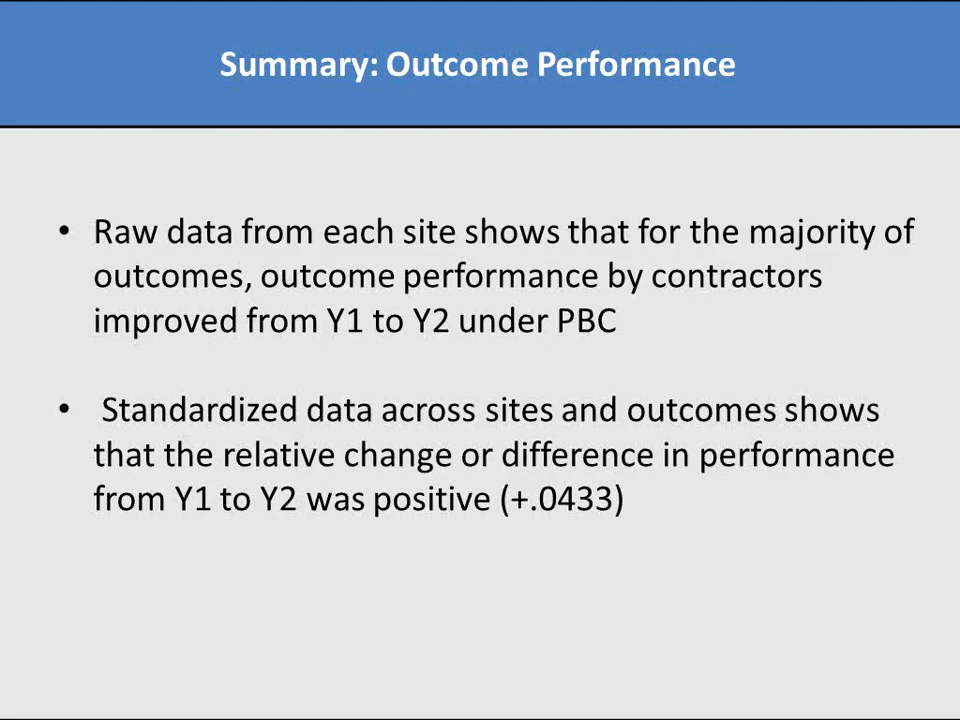 Summary: Outcome Performance
• Raw data from each site shows that for the majority of
outcomes, outcome performance by contractors
improved from Y1 to Y2 under PBC
• Standardized data across sites and outcomes shows
that the relative change or difference in performance
from Y1 to Y2 was positive (+.0433)